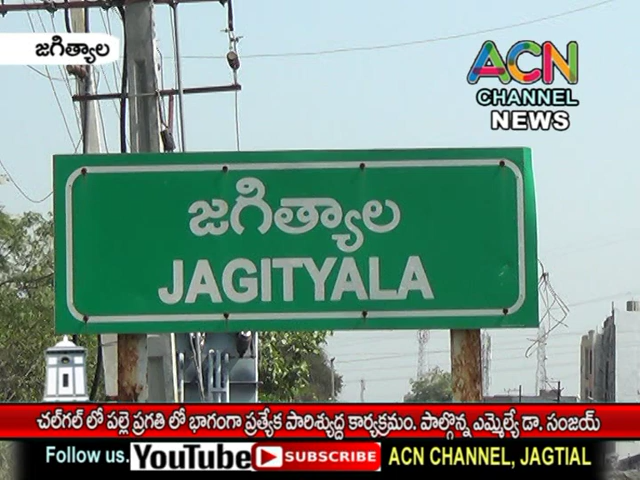 జగిత్యాల
ACN
CHANNEL
NEWS
జగిత్యాల
JAGITYALA
చల్‌గల్ లో పల్లె ప్రగతి లో భాగంగా ప్రత్యేక పారిశుద్ద కార్యక్రమం. పాల్గొన్న ఎమ్మెల్యే డా. సంజయ్
Follow us. YouTube SUBSCRIBE ACN CHANNEL, JAGTIAL